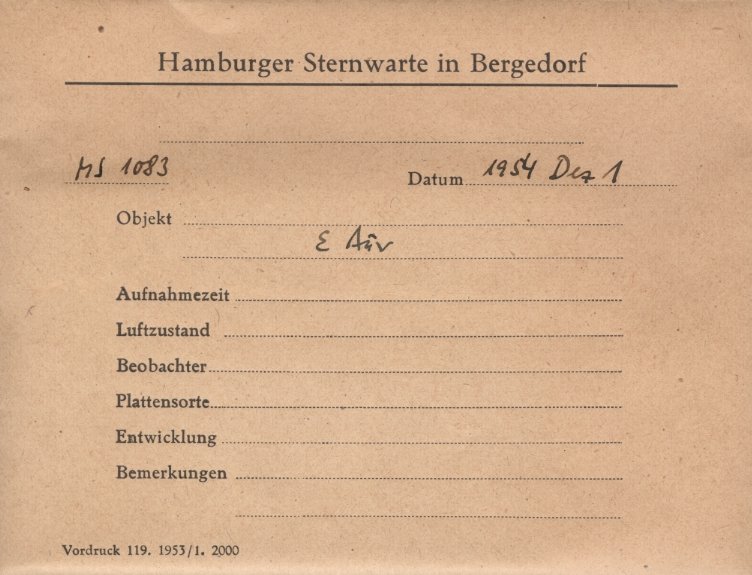 Hamburger Sternwarte in Bergedorf
MS 1083
Datum 1954 Dez 1
Objekt
ε Aur
Aufnahmezeit
Luftzustand
Beobachter
Plattensorte
Entwicklung
Bemerkungen
Vordruck 119. 1953/1. 2000